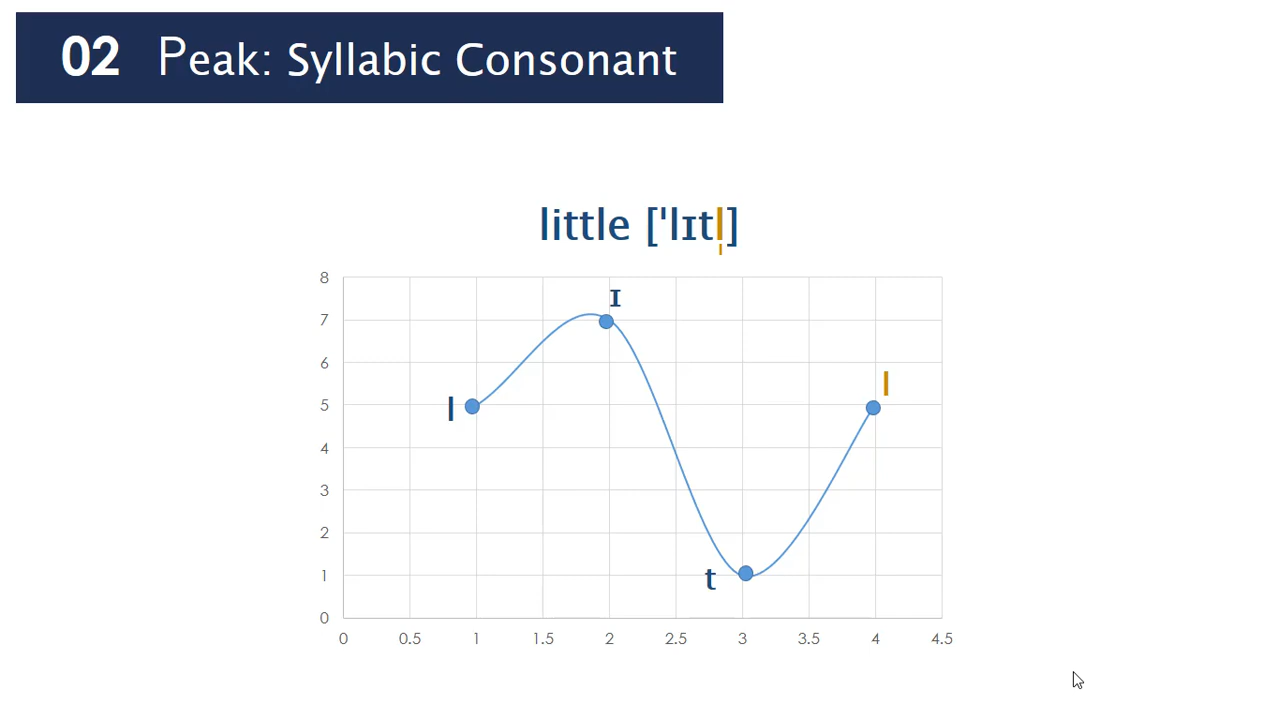 02 Peak: Syllabic Consonant
little [ˈlɪtl̩]
8
ɪ
7
6
l
5
l
4
3
2
1
t
0
0 0.5 1 1.5 2 2.5 3 3.5 4 4.5